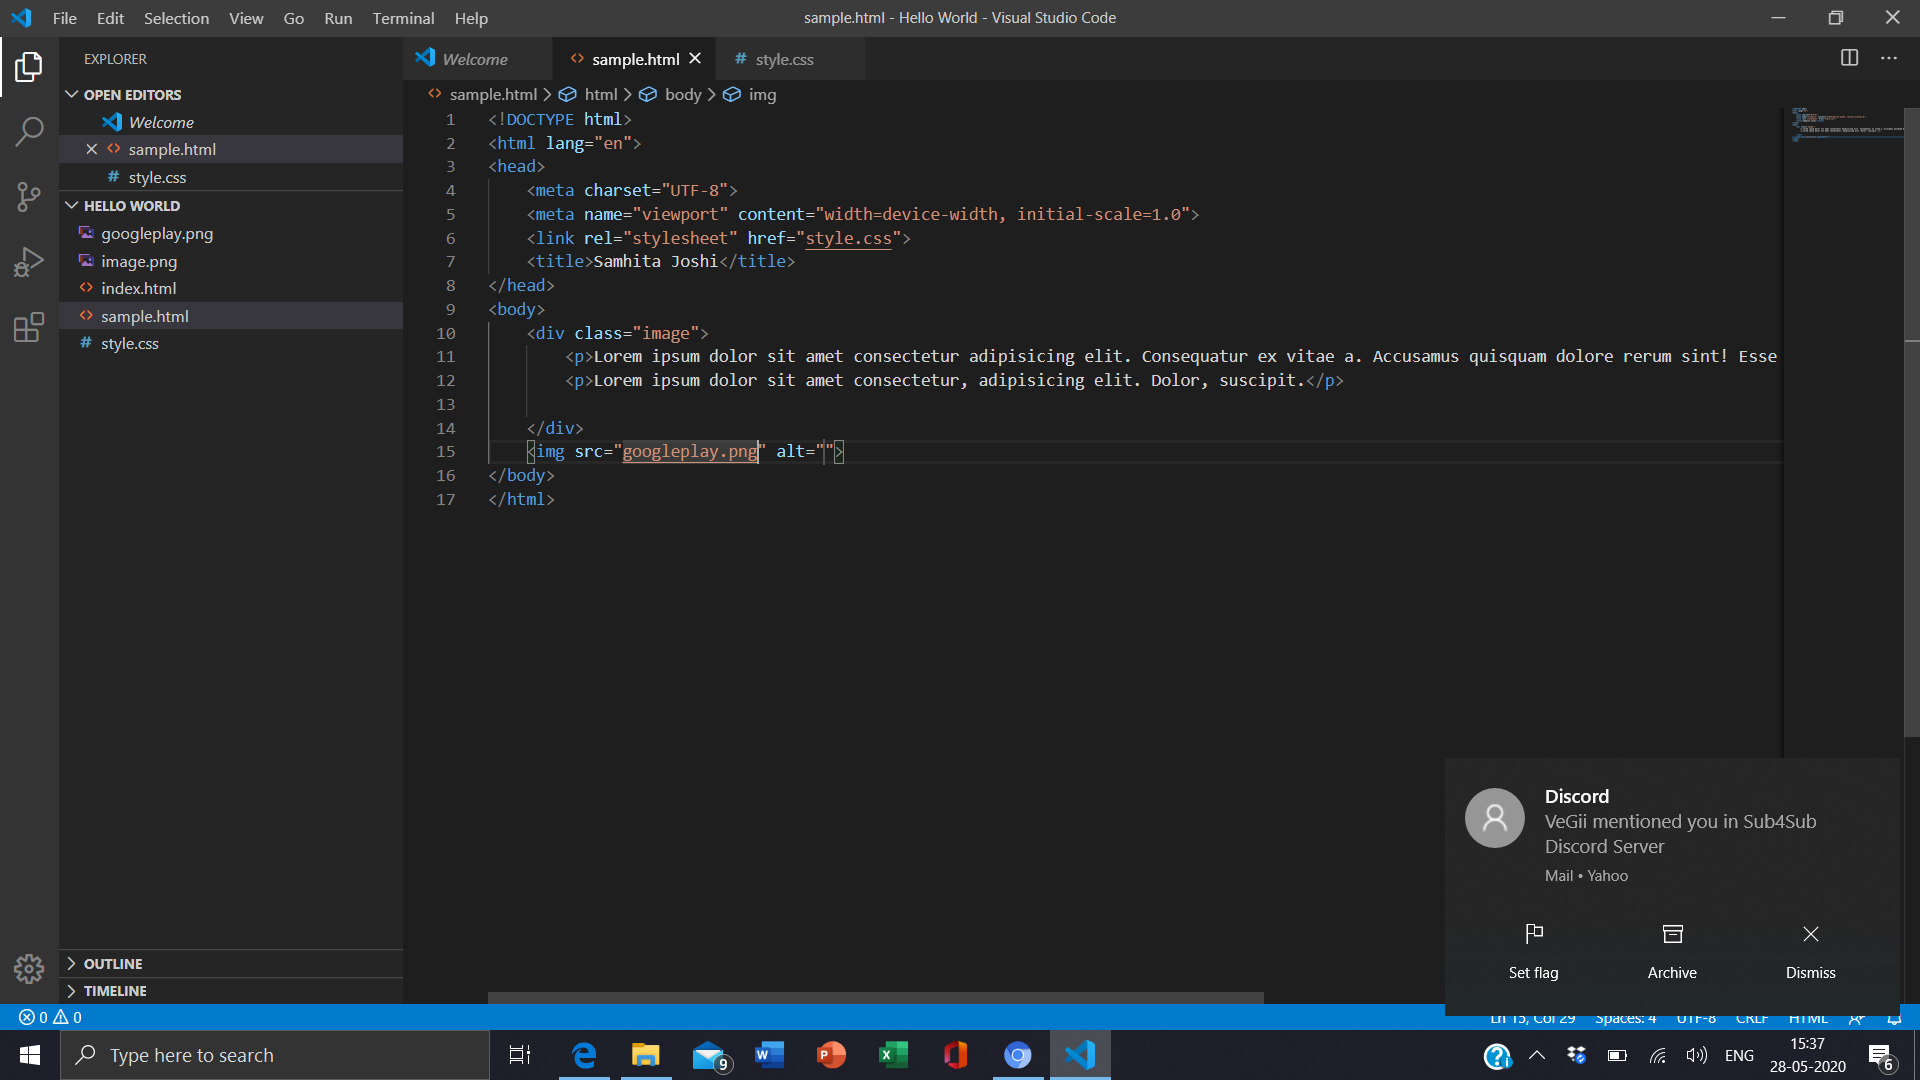 File Edit Selection View Go Run Terminal Help
sample.html - Hello World - Visual Studio Code
EXPLORER
OPEN EDITORS
Welcome
sample.html
style.css
HELLO WORLD
googleplay.png
image.png
index.html
sample.html
style.css
OUTLINE
TIMELINE
Welcome sample.html style.css
sample.html > html > body > img
1 <!DOCTYPE html>
2 <html lang="en">
3 <head>
4 <meta charset="UTF-8">
5 <meta name="viewport" content="width=device-width, initial-scale=1.0">
6 <link rel="stylesheet" href="style.css">
7 <title>Samhita Joshi</title>
8 </head>
9 <body>
10 <div class="image">
11 <p>Lorem ipsum dolor sit amet consectetur adipisicing elit. Consequatur ex vitae a. Accusamus quisquam dolore rerum sint! Esse
12 <p>Lorem ipsum dolor sit amet consectetur, adipisicing elit. Dolor, suscipit.</p>
13
14 </div>
15 <img src="googleplay.png" alt="">
16 </body>
17 </html>
Discord
VeGii mentioned you in Sub4Sub
Discord Server
Mail • Yahoo
Set flag Archive Dismiss
0 0
Ln 15, Col 29 Spaces: 4 UTF-8 CRLF HTML
Type here to search
9
ENG
15:37
28-05-2020
6